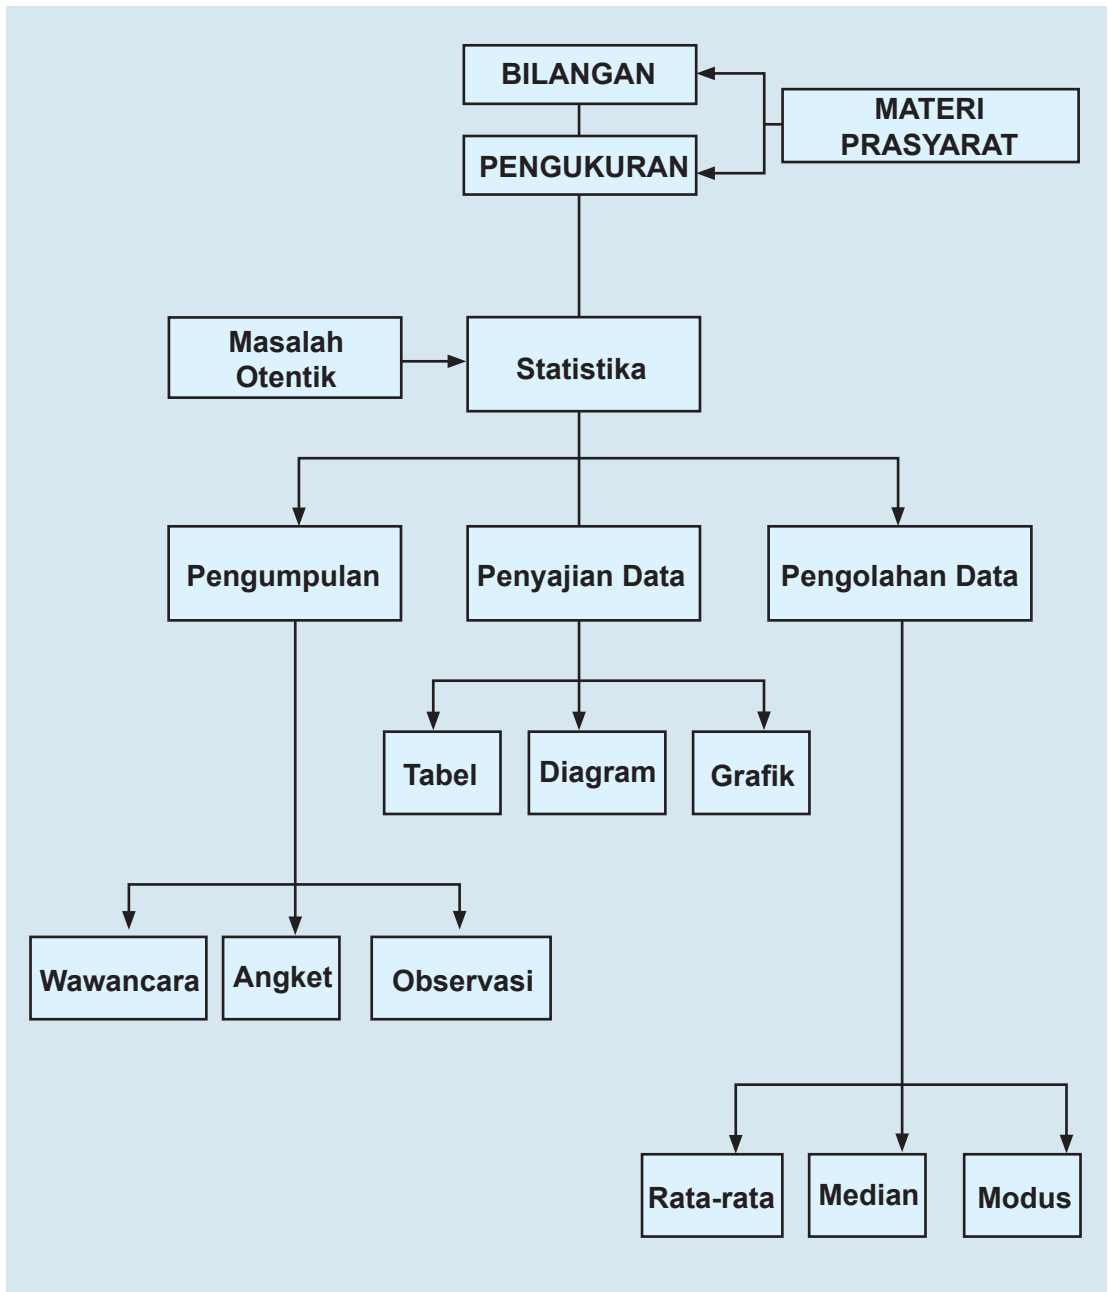 BILANGAN
MATERI
PRASYARAT
PENGUKURAN
Masalah
Otentik
Statistika
Pengumpulan
Penyajian Data
Pengolahan Data
Tabel
Diagram
Grafik
Wawancara
Angket
Observasi
Rata-rata
Median
Modus